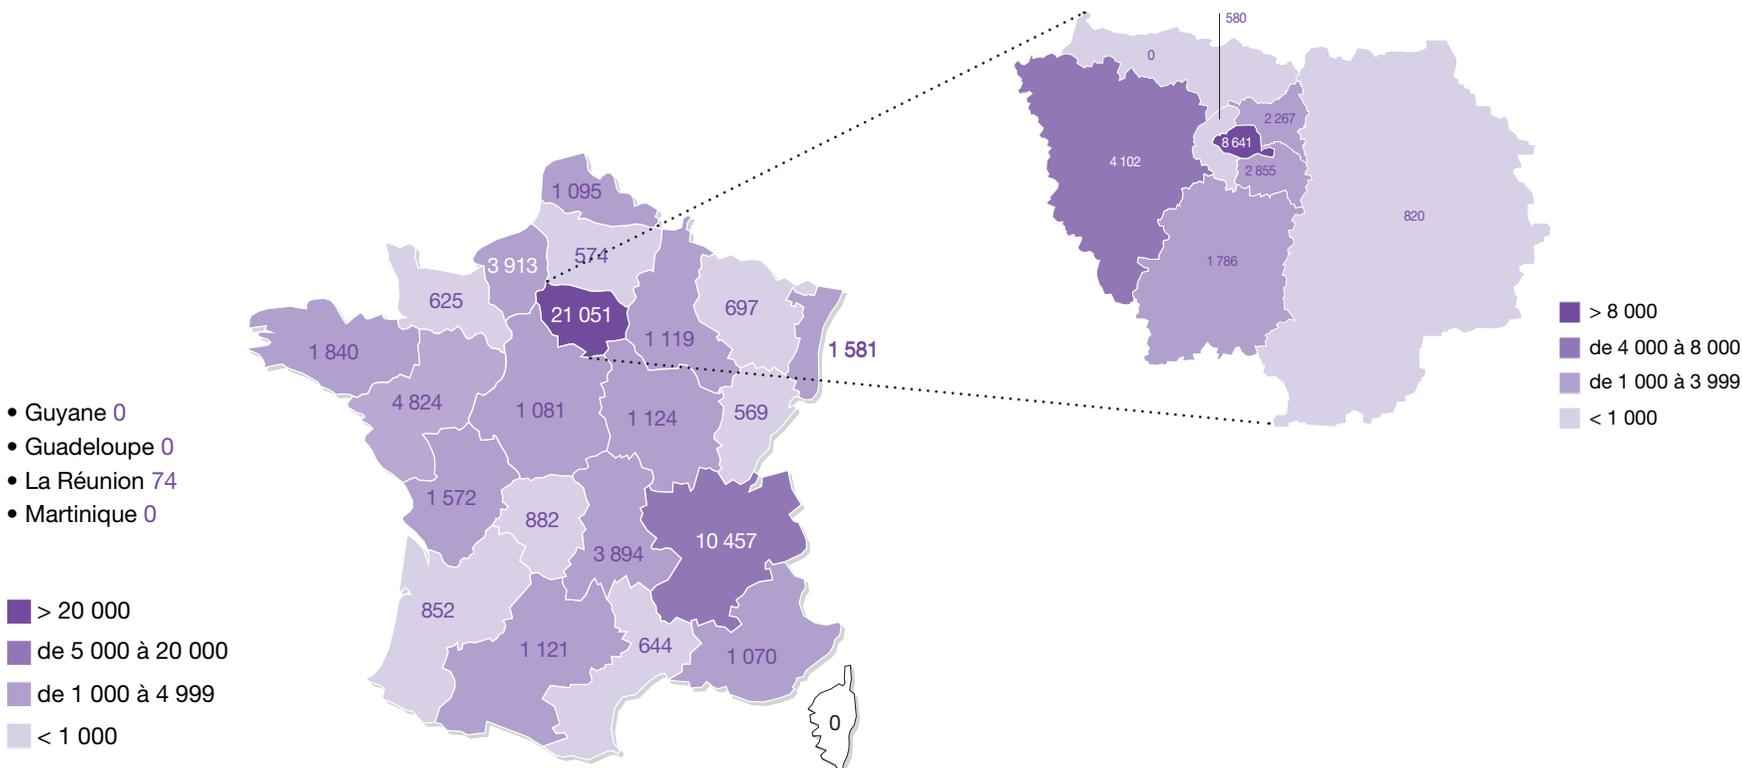 580
0
2 267
8 641
4 102
2 855
820
1 786
1 095
574
3 913
625
21 051
697
1 840
1 119
1 581
4 824
1 081
1 124
569
1 572
882
10 457
3 894
852
1 121
644
1 070
0
• Guyane 0
• Guadeloupe 0
• La Réunion 74
• Martinique 0
> 20 000
de 5 000 à 20 000
de 1 000 à 4 999
< 1 000
> 8 000
de 4 000 à 8 000
de 1 000 à 3 999
< 1 000